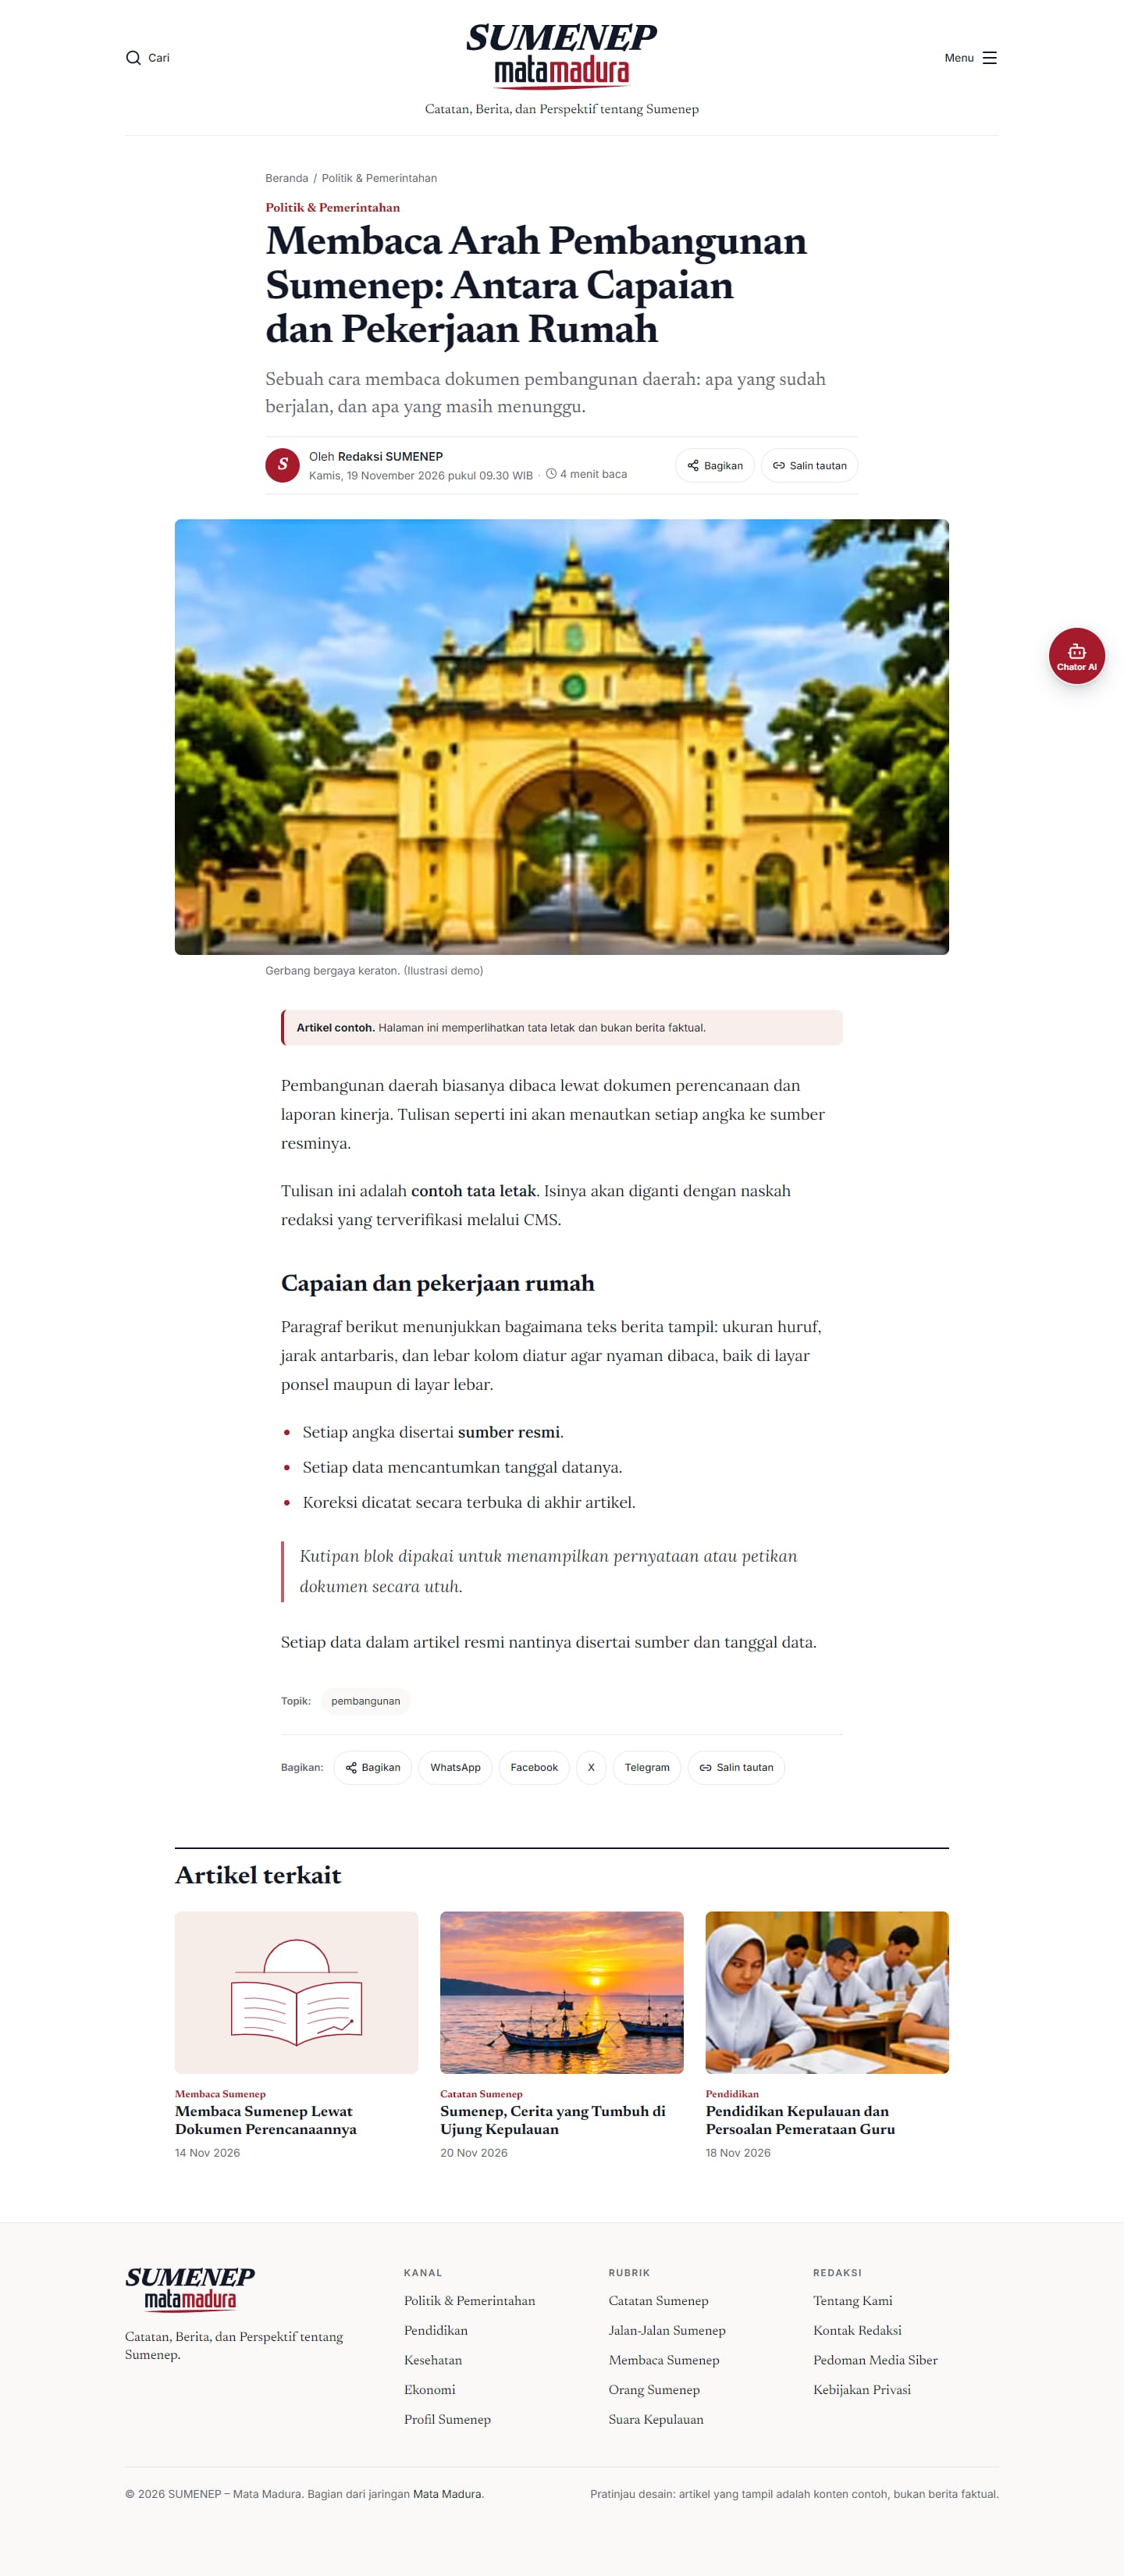 Cari
SUMENEP
matamadura
Menu
Catatan, Berita, dan Perspektif tentang Sumenep
Beranda / Politik & Pemerintahan
Politik & Pemerintahan
Membaca Arah Pembangunan
Sumenep: Antara Capaian
dan Pekerjaan Rumah
Sebuah cara membaca dokumen pembangunan daerah: apa yang sudah
berjalan, dan apa yang masih menunggu.
S
Oleh Redaksi SUMENEP
Kamis, 19 November 2026 pukul 09.30 WIB · 4 menit baca
Bagikan
Salin tautan
Chator AI
Gerbang bergaya keraton. (Ilustrasi demo)
Artikel contoh. Halaman ini memperlihatkan tata letak dan bukan berita faktual.
Pembangunan daerah biasanya dibaca lewat dokumen perencanaan dan
laporan kinerja. Tulisan seperti ini akan menautkan setiap angka ke sumber
resminya.
Tulisan ini adalah contoh tata letak. Isinya akan diganti dengan naskah
redaksi yang terverifikasi melalui CMS.
Capaian dan pekerjaan rumah
Paragraf berikut menunjukkan bagaimana teks berita tampil: ukuran huruf,
jarak antarbaris, dan lebar kolom diatur agar nyaman dibaca, baik di layar
ponsel maupun di layar lebar.
• Setiap angka disertai sumber resmi.
• Setiap data mencantumkan tanggal datanya.
• Koreksi dicatat secara terbuka di akhir artikel.
Kutipan blok dipakai untuk menampilkan pernyataan atau petikan
dokumen secara utuh.
Setiap data dalam artikel resmi nantinya disertai sumber dan tanggal data.
Topik: pembangunan
Bagikan: Bagikan WhatsApp Facebook X Telegram Salin tautan
Artikel terkait
Membaca Sumenep
Membaca Sumenep Lewat
Dokumen Perencanaannya
14 Nov 2026
Catatan Sumenep
Sumenep, Cerita yang Tumbuh di
Ujung Kepulauan
20 Nov 2026
Pendidikan
Pendidikan Kepulauan dan
Persoalan Pemerataan Guru
18 Nov 2026
SUMENEP
matamadura
Catatan, Berita, dan Perspektif tentang
Sumenep.
KANAL
Politik & Pemerintahan
Pendidikan
Kesehatan
Ekonomi
Profil Sumenep
RUBRIK
Catatan Sumenep
Jalan-Jalan Sumenep
Membaca Sumenep
Orang Sumenep
Suara Kepulauan
REDAKSI
Tentang Kami
Kontak Redaksi
Pedoman Media Siber
Kebijakan Privasi
© 2026 SUMENEP – Mata Madura. Bagian dari jaringan Mata Madura.
Pratinjau desain: artikel yang tampil adalah konten contoh, bukan berita faktual.